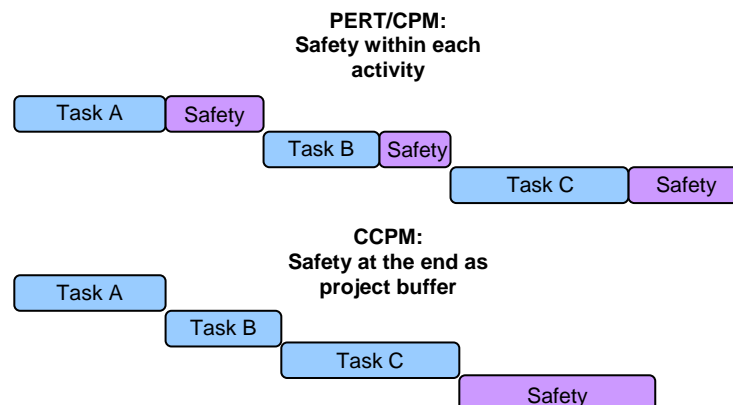 PERT/CPM:
Safety within each
activity
Task A
Safety
Task B
Safety
Task C
Safety
CCPM:
Safety at the end as
project buffer
Task A
Task B
Task C
Safety